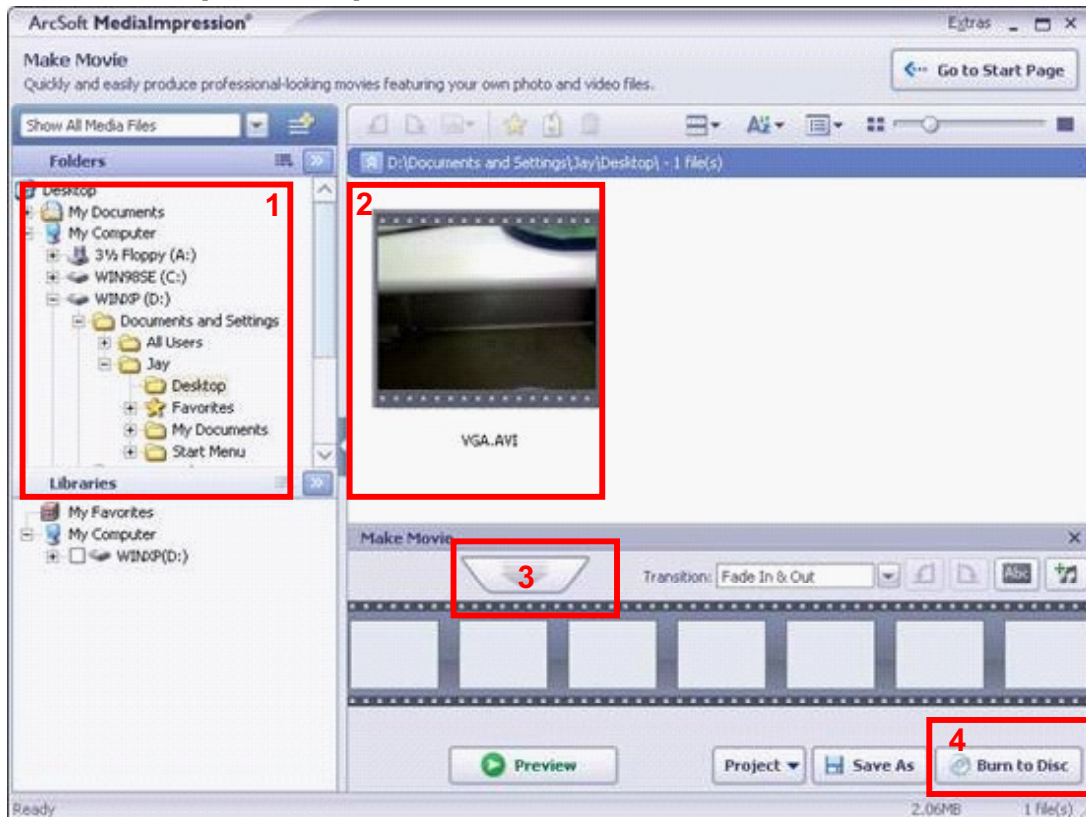 ArcSoft MediaImpression®
Extras
Make Movie
Quickly and easily produce professional-looking movies featuring your own photo and video files.
Go to Start Page
Show All Media Files
Folders
D:\Documents and Settings\Jay\Desktop\ - 1 file(s)
Desktop
My Documents
1
My Computer
3½ Floppy (A:)
WIN98SE (C:)
WINXP (D:)
Documents and Settings
All Users
Jay
Desktop
Favorites
My Documents
Start Menu
2
VGA.AVI
Libraries
My Favorites
My Computer
WINXP(D:)
Make Movie
3
Transition: Fade In & Out
Abc
4
Preview
Project
Save As
Burn to Disc
Ready
2.06MB
1 file(s)